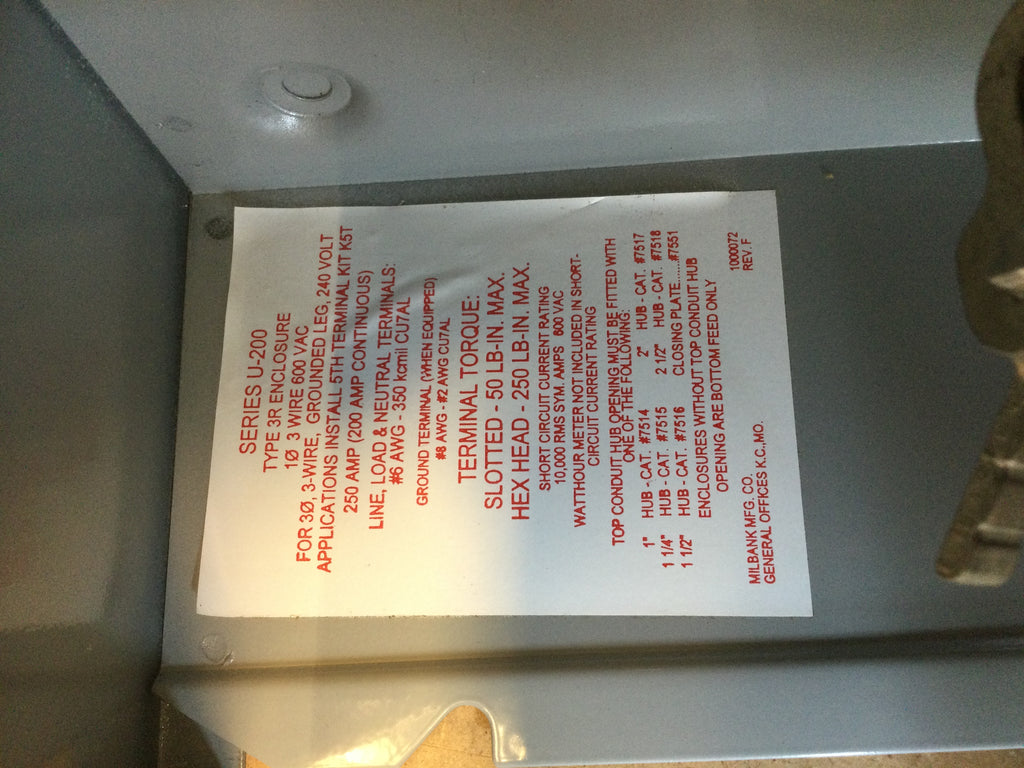 SERIES U-200
TYPE 3R ENCLOSURE
1Ø 3 WIRE 600 VAC
FOR 3Ø, 3-WIRE, GROUNDED LEG, 240 VOLT
APPLICATIONS INSTALL 5TH TERMINAL KIT K5T
250 AMP (200 AMP CONTINUOUS)
LINE, LOAD & NEUTRAL TERMINALS:
#6 AWG - 350 kcmil CU7AL
GROUND TERMINAL (WHEN EQUIPPED)
#8 AWG - #2 AWG CU7AL
TERMINAL TORQUE:
SLOTTED - 50 LB-IN. MAX.
HEX HEAD - 250 LB-IN. MAX.
SHORT CIRCUIT CURRENT RATING
10,000 RMS SYM. AMPS 600 VAC
WATTHOUR METER NOT INCLUDED IN SHORT-
CIRCUIT CURRENT RATING
TOP CONDUIT HUB OPENING MUST BE FITTED WITH
ONE OF THE FOLLOWING:
1" HUB - CAT. #7514 2" HUB - CAT. #7517
1 1/4" HUB - CAT. #7515 2 1/2" HUB - CAT. #7518
1 1/2" HUB - CAT. #7516 CLOSING PLATE.......#7551
ENCLOSURES WITHOUT TOP CONDUIT HUB
OPENING ARE BOTTOM FEED ONLY
MILBANK MFG. CO. 1000072
GENERAL OFFICES K.C.,MO. REV. F